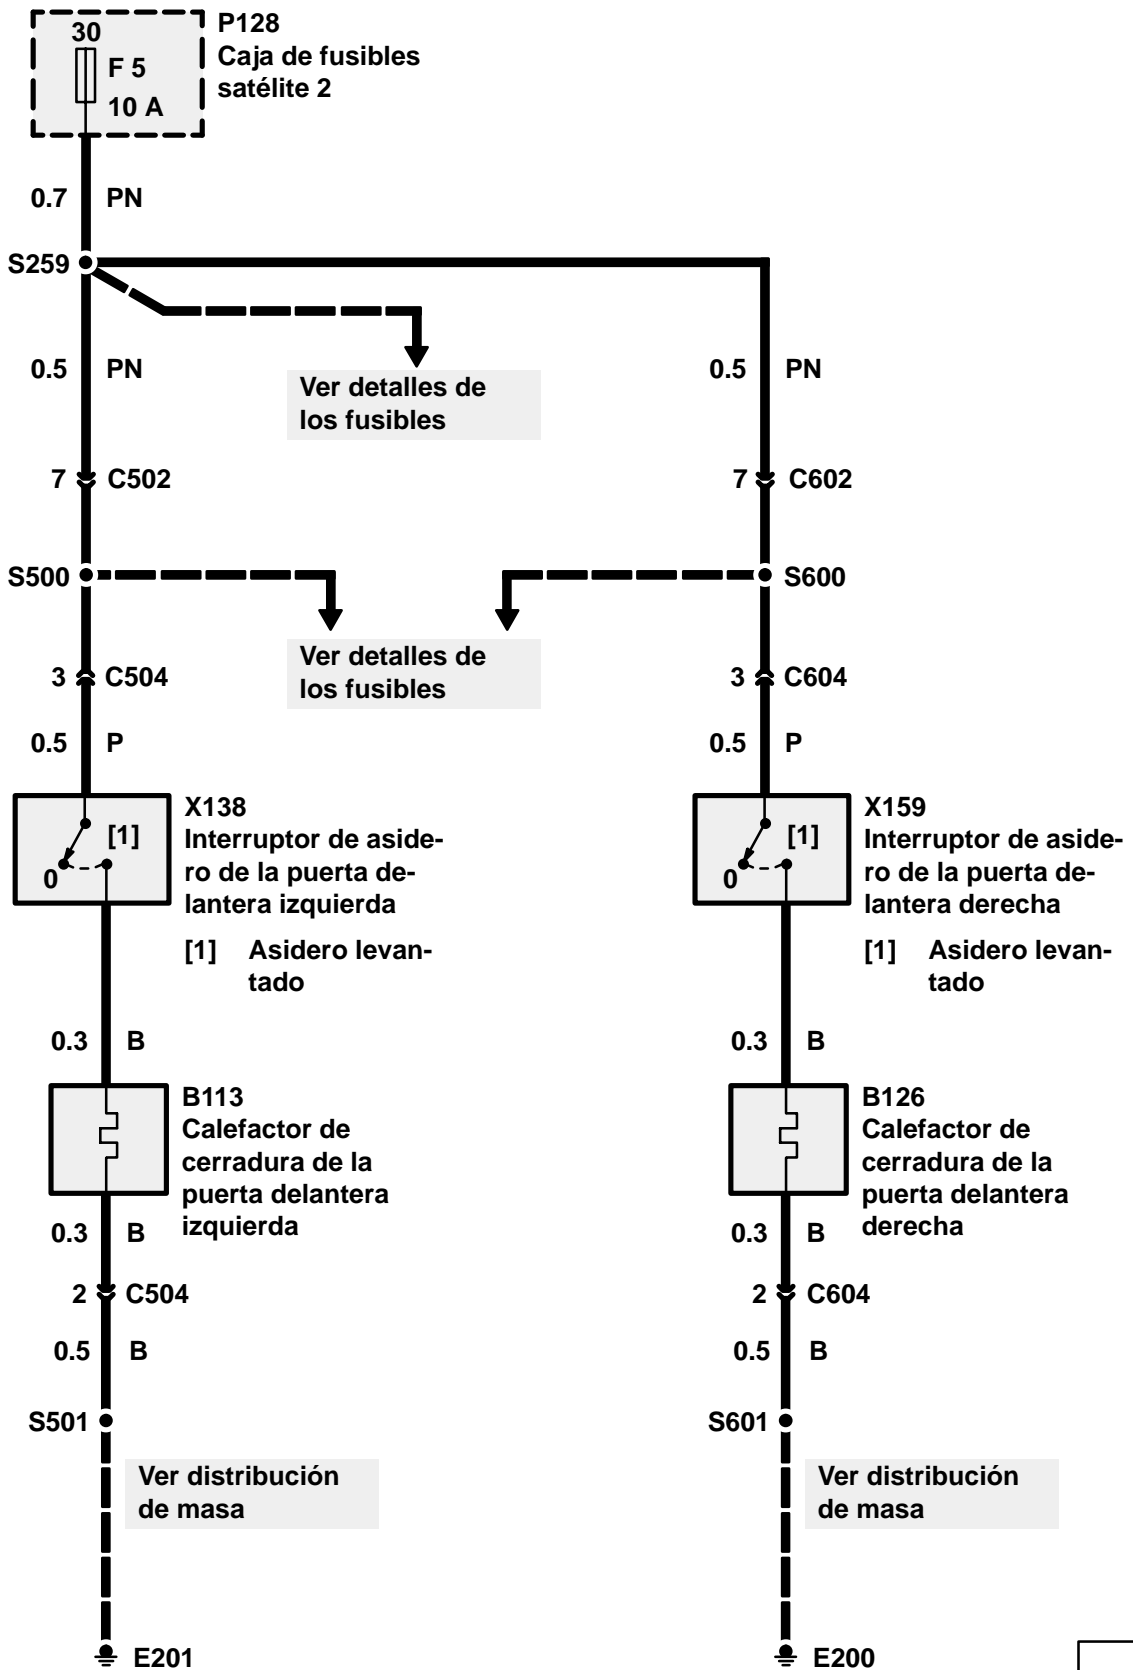 30
F 5
10 A
P128
Caja de fusibles
satélite 2
0.7 PN
S259
0.5 PN
0.5 PN
Ver detalles de
los fusibles
7 C502
7 C602
S500
S600
Ver detalles de
los fusibles
3 C504
3 C604
0.5 P
0.5 P
[1]
0
X138
Interruptor de aside-
ro de la puerta de-
lantera izquierda
[1] Asidero levan-
tado
[1]
0
X159
Interruptor de aside-
ro de la puerta de-
lantera derecha
[1] Asidero levan-
tado
0.3 B
0.3 B
B113
Calefactor de
cerradura de la
puerta delantera
izquierda
B126
Calefactor de
cerradura de la
puerta delantera
derecha
0.3 B
0.3 B
2 C504
2 C604
0.5 B
0.5 B
S501
S601
Ver distribución
de masa
Ver distribución
de masa
E201
E200